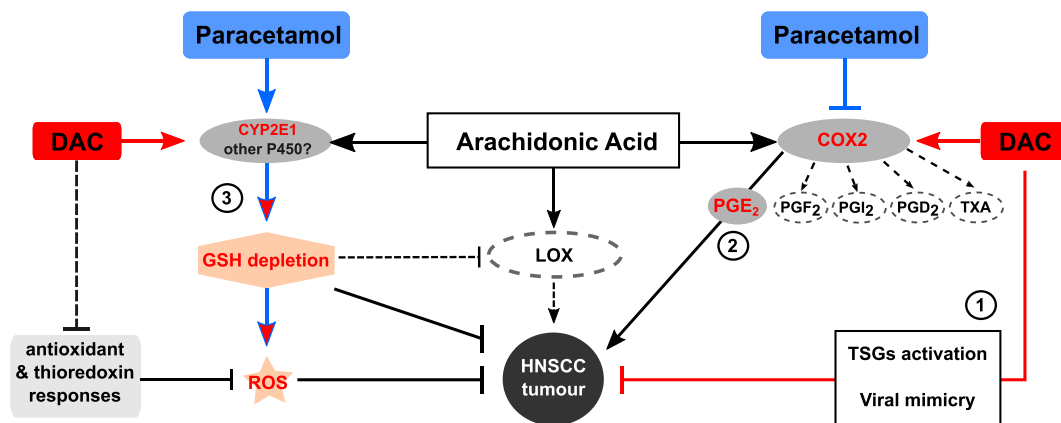 Paracetamol
Paracetamol
DAC
CYP2E1
other P450?
Arachidonic Acid
COX2
DAC
3
PGE2
PGF2
PGI2
PGD2
TXA
2
GSH depletion
LOX
1
antioxidant
& thioredoxin
responses
ROS
HNSCC
tumour
TSGs activation
Viral mimicry